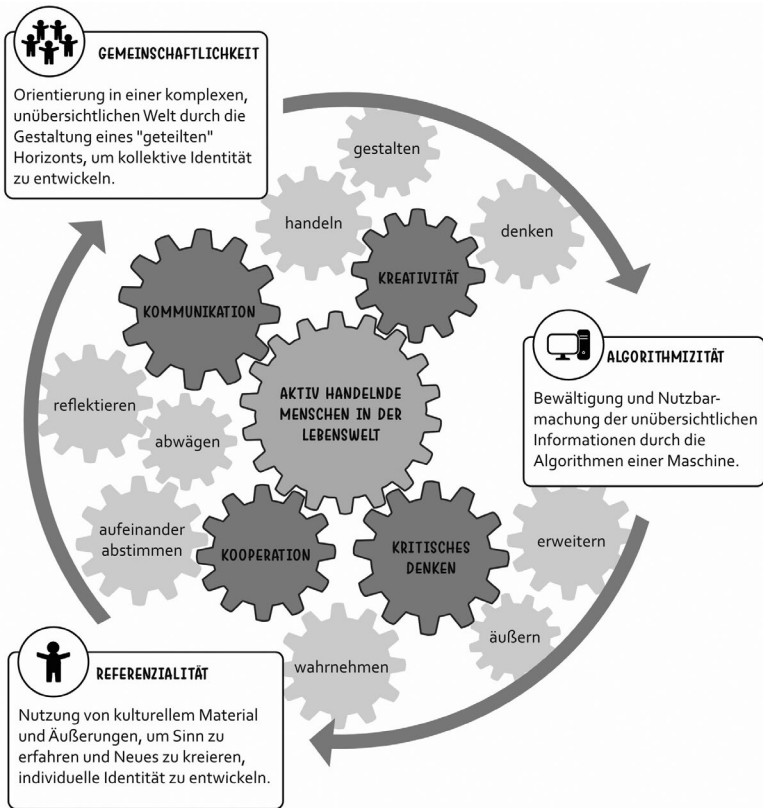 GEMEINSCHAFTLICHKEIT
Orientierung in einer komplexen,
unübersichtlichen Welt durch die
Gestaltung eines "geteilten"
Horizonts, um kollektive Identität
zu entwickeln.
gestalten
handeln
denken
KREATIVITÄT
KOMMUNIKATION
ALGORITHMIZITÄT
Bewältigung und Nutzbar-
machung der unübersichtlichen
Informationen durch die
Algorithmen einer Maschine.
AKTIV HANDELNDE
MENSCHEN IN DER
LEBENSWELT
reflektieren
abwägen
aufeinander
abstimmen
KOOPERATION
KRITISCHES
DENKEN
erweitern
äußern
wahrnehmen
REFERENZIALITÄT
Nutzung von kulturellem Material
und Äußerungen, um Sinn zu
erfahren und Neues zu kreieren,
individuelle Identität zu entwickeln.